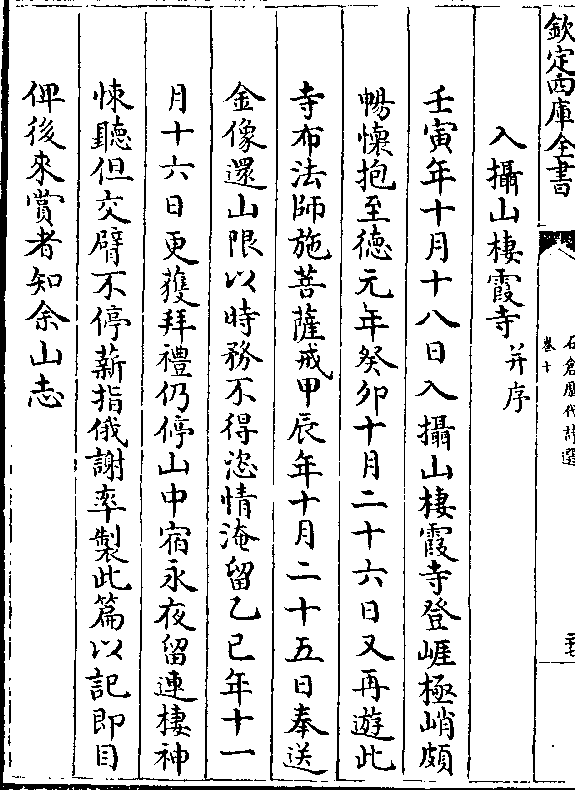 欽定四庫全書
石倉歷代詩選
卷十
入攝山棲霞寺并序
壬寅年十月十八日入攝山棲霞寺登崖極峭頗
暢懷抱至德元年癸卯十月二十六日又再遊此
寺布法師施菩薩戒甲辰年十月二十五日奉送
金像還山限以時務不得恣情淹留乙巳年十一
月十六日更獲拜禮仍停山中宿永夜留連棲神
悚聽但交臂不停薪指俄謝率製此篇以記即目
俾後來賞者知余山志